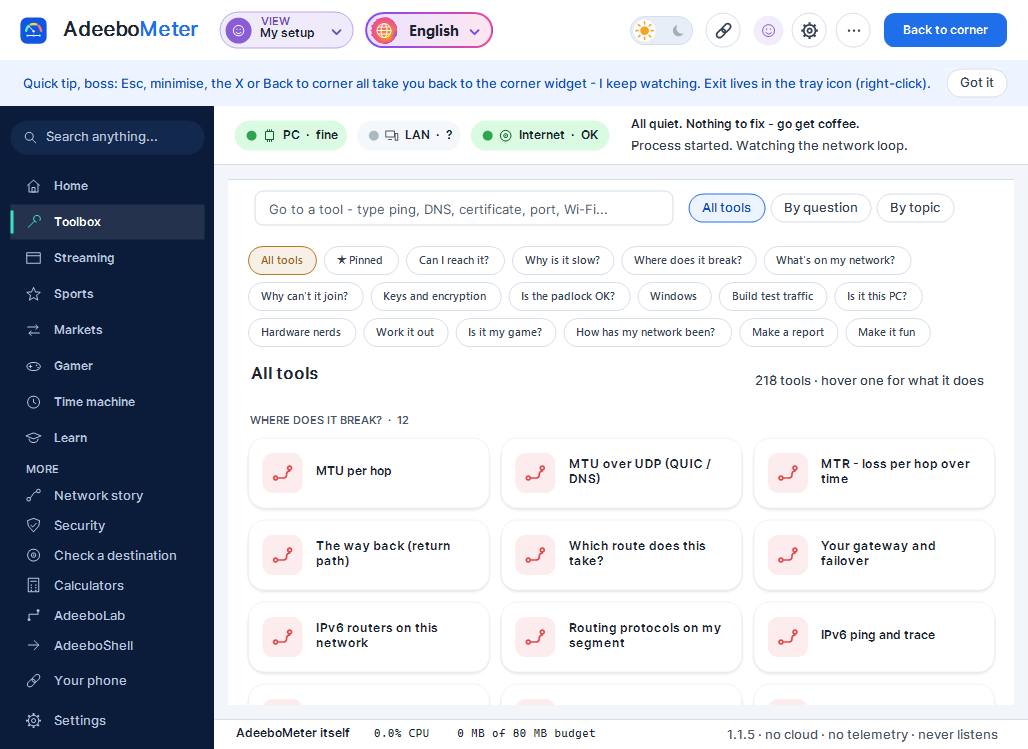 AdeeboMeter
VIEW
My setup
English
Back to corner
Quick tip, boss: Esc, minimise, the X or Back to corner all take you back to the corner widget - I keep watching. Exit lives in the tray icon (right-click).
Got it
Search anything...
Home
Toolbox
Streaming
Sports
Markets
Gamer
Time machine
Learn
MORE
Network story
Security
Check a destination
Calculators
AdeeboLab
AdeeboShell
Your phone
Settings
PC · fine
LAN · ?
Internet · OK
All quiet. Nothing to fix - go get coffee.
Process started. Watching the network loop.
Go to a tool - type ping, DNS, certificate, port, Wi-Fi...
All tools
By question
By topic
All tools
★ Pinned
Can I reach it?
Why is it slow?
Where does it break?
What's on my network?
Why can't it join?
Keys and encryption
Is the padlock OK?
Windows
Build test traffic
Is it this PC?
Hardware nerds
Work it out
Is it my game?
How has my network been?
Make a report
Make it fun
All tools
218 tools · hover one for what it does
WHERE DOES IT BREAK? · 12
MTU per hop
MTU over UDP (QUIC /
DNS)
MTR - loss per hop over
time
The way back (return
path)
Which route does this
take?
Your gateway and
failover
IPv6 routers on this
network
Routing protocols on my
segment
IPv6 ping and trace
AdeeboMeter itself
0.0% CPU
0 MB of 80 MB budget
1.1.5 · no cloud · no telemetry · never listens